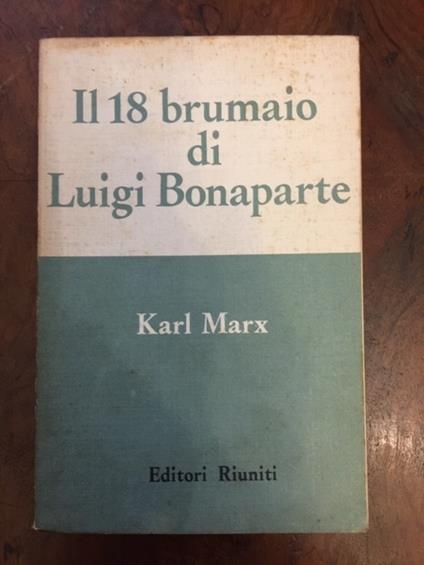 Il 18 brumaio
di
Luigi Bonaparte
Karl Marx
Editori Riuniti